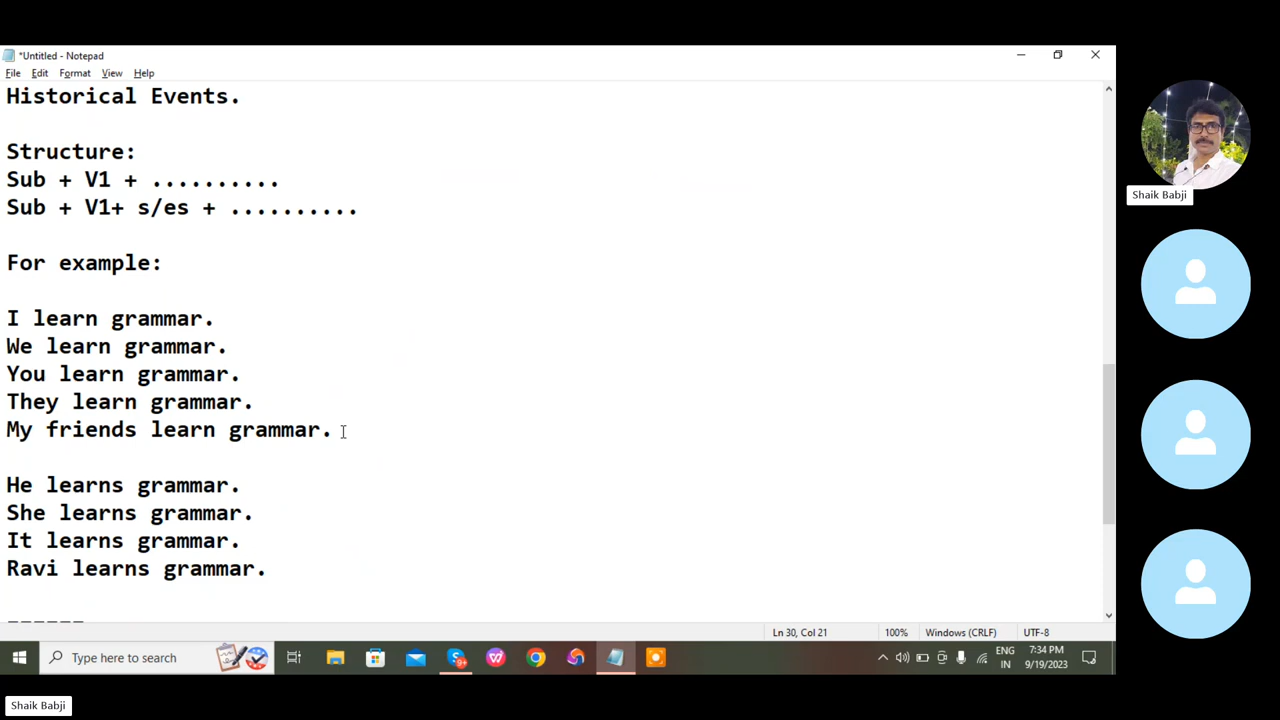 *Untitled - Notepad
File Edit Format View Help
Historical Events.
Structure:
Sub + V1 + ..........
Sub + V1+ s/es + ..........
For example:
I learn grammar.
We learn grammar.
You learn grammar.
They learn grammar.
My friends learn grammar.
He learns grammar.
She learns grammar.
It learns grammar.
Ravi learns grammar.
------
Ln 30, Col 21 100% Windows (CRLF) UTF-8
Type here to search
ENG
IN
7:34 PM
9/19/2023
Shaik Babji
Shaik Babji